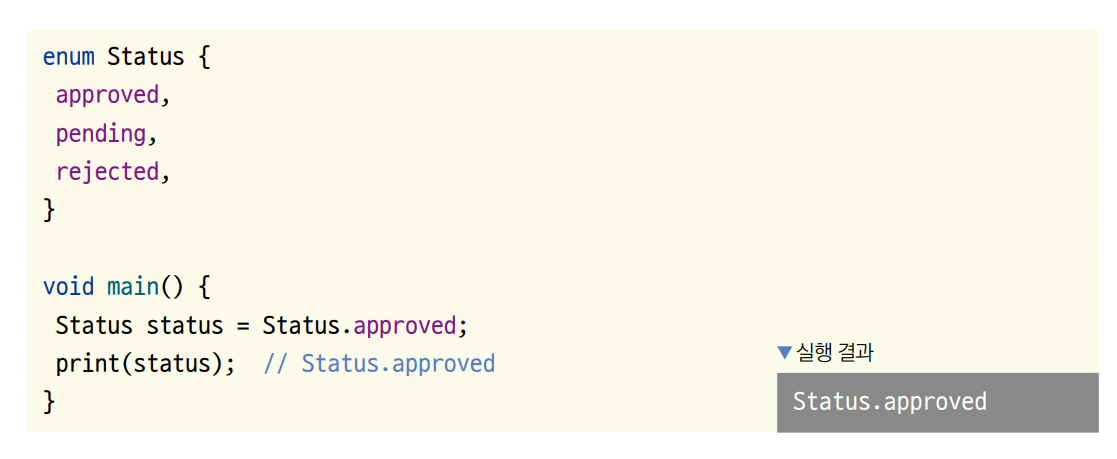 enum Status {
 approved,
 pending,
 rejected,
}

void main() {
 Status status = Status.approved;
 print(status);  // Status.approved
}
▼실행 결과
Status.approved